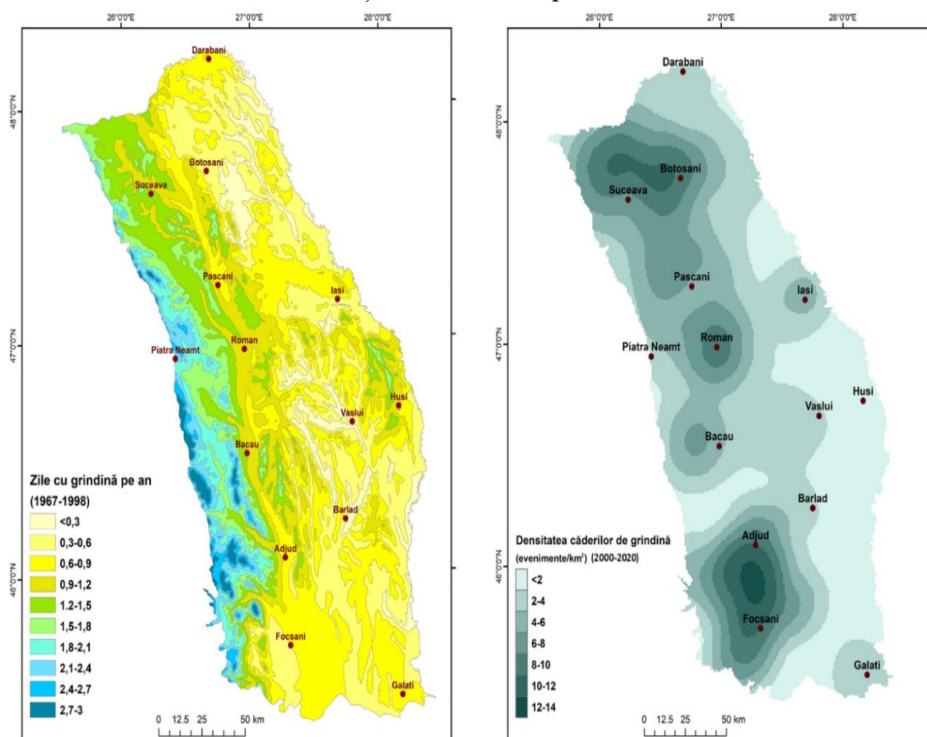 26°0'0"E 27°0'0"E 28°0'0"E
48°0'0"N
47°0'0"N
46°0'0"N
Darabani
Botosani
Suceava
Pascani
Iasi
Roman
Piatra Neamt
Husi
Vaslui
Bacau
Barlad
Adjud
Focsani
Galati
Zile cu grindină pe an
(1967-1998)
<0,3
0,3-0,6
0,6-0,9
0,9-1,2
1.2-1,5
1,5-1,8
1,8-2,1
2,1-2,4
2,4-2,7
2,7-3
0 12.5 25 50 km
26°0'0"E 27°0'0"E 28°0'0"E
48°0'0"N
47°0'0"N
46°0'0"N
Darabani
Botosani
Suceava
Pascani
Iasi
Roman
Piatra Neamt
Husi
Vaslui
Bacau
Barlad
Adjud
Focsani
Galati
Densitatea căderilor de grindină
(evenimente/km²) (2000-2020)
<2
2-4
4-6
6-8
8-10
10-12
12-14
0 12.5 25 50 km